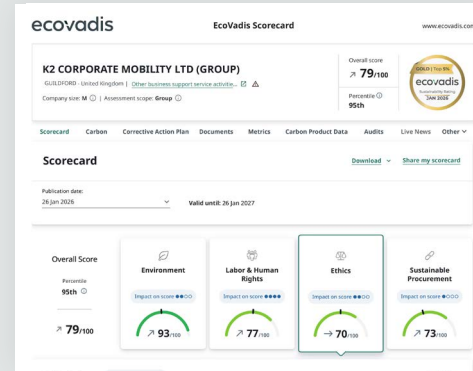 ecovadis
EcoVadis Scorecard
www.ecovadis.com
K2 CORPORATE MOBILITY LTD (GROUP)
GUILDFORD - United Kingdom | Other business support service activitie...
Company size: M | Assessment scope: Group
Overall score
79/100
Percentile
95th
GOLD | Top 5%
ecovadis
Sustainability Rating
JAN 2026
Scorecard Carbon Corrective Action Plan Documents Metrics Carbon Product Data Audits Live News Other
Scorecard
Download
Share my scorecard
Publication date:
26 Jan 2026
Valid until: 26 Jan 2027
Overall Score
Percentile
95th
79/100
Environment
Impact on score
93/100
Labor & Human
Rights
Impact on score
77/100
Ethics
Impact on score
70/100
Sustainable
Procurement
Impact on score
73/100